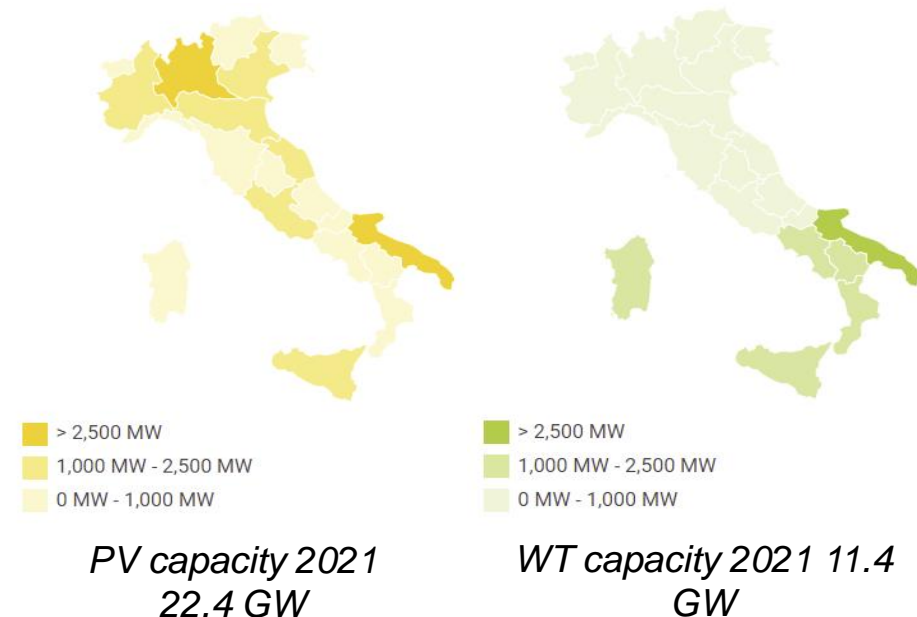 > 2,500 MW
1,000 MW - 2,500 MW
0 MW - 1,000 MW
PV capacity 2021
22.4 GW
> 2,500 MW
1,000 MW - 2,500 MW
0 MW - 1,000 MW
WT capacity 2021 11.4
GW